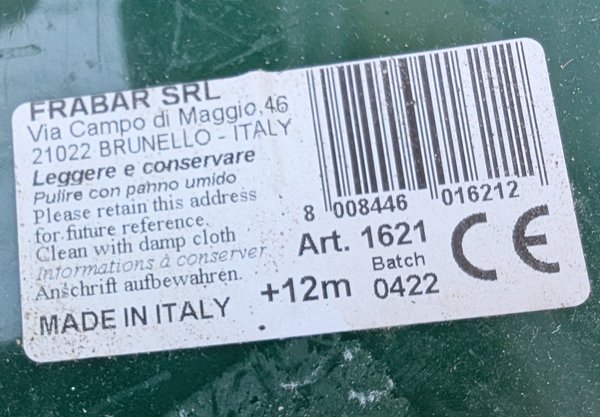 FRABAR SRL
Via Campo di Maggio,46
21022 BRUNELLO - ITALY
Leggere e conservare
Pulire con panno umido
Please retain this address
for future reference.
Clean with damp cloth
Informations à conserver
Anschrift aufbewahren.
MADE IN ITALY
+12m
8 008446 016212
Art. 1621
Batch
0422
CE